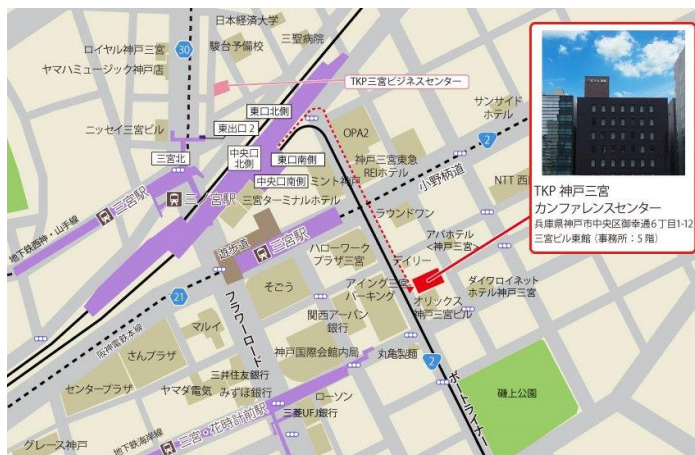 日本経済大学
ロイヤル神戸三宮
30
駿台予備校
三聖病院
ヤマハミュージック神戸店
TKP三宮ビジネスセンター
サンサイド
ホテル
東口北側
ニッセイ三宮ビル
東出口 2
OPA2
2
三宮北
中央口
北側
東口南側
神戸三宮東急
REIホテル
小野柄道
中央口南側
ミント神戸
NTT 西
三宮駅
三ノ宮駅
三宮ターミナルホテル
ラウンドワン
地下鉄西神・山手線
遊歩道
三宮駅
ハローワーク
プラザ三宮
アパホテル
<神戸三宮>
デイリー
21
そごう
アイング三宮
パーキング
ダイワロイネット
ホテル神戸三宮
オリックス
神戸三宮ビル
阪神電鉄本線
フラワーロード
マルイ
関西アーバン
銀行
さんプラザ
神戸国際会館内局
丸亀製麺
2
三井住友銀行
センタープラザ
ヤマダ電気
みずほ銀行
ポートライナー
磯上公園
ローソン
三菱UFJ銀行
三宮・花時計前駅
地下鉄海岸線
グレース神戸
TKP 神戸三宮
カンファレンスセンター
兵庫県神戸市中央区御幸通6丁目1-12
三宮ビル東館（事務所：5 階）